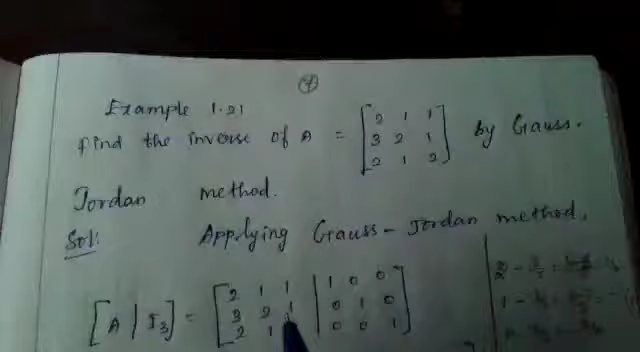 4
Example 1.21
Find the inverse of A = [2 1 1
3 2 1
2 1 2] by Gauss-
Jordan method.
Sol: Applying Gauss-Jordan method,
[A | I3] = [2 1 1 | 1 0 0
3 2 1 | 0 1 0
2 1 | 0 0 1]